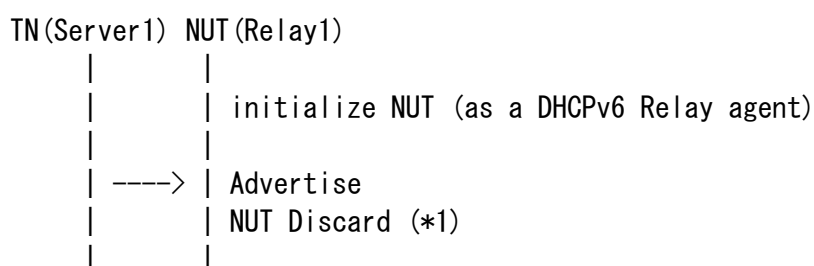 TN(Server1) NUT(Relay1)
| |
| | initialize NUT (as a DHCPv6 Relay agent)
| |
| ----> | Advertise
| | NUT Discard (*1)
| |